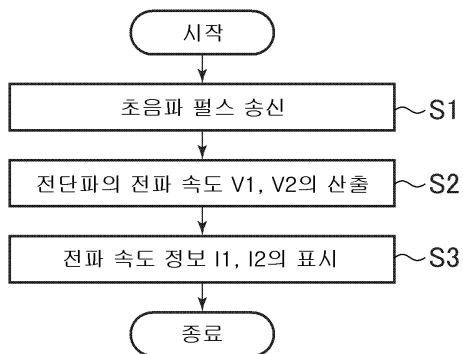 시작
초음파 펄스 송신
S1
전단파의 전파 속도 V1, V2의 산출
S2
전파 속도 정보 I1, I2의 표시
S3
종료